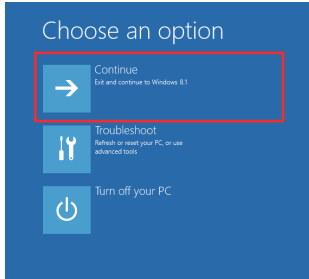 Choose an option
Continue
Exit and continue to Windows 8.1
Troubleshoot
Refresh or reset your PC, or use
advanced tools
Turn off your PC